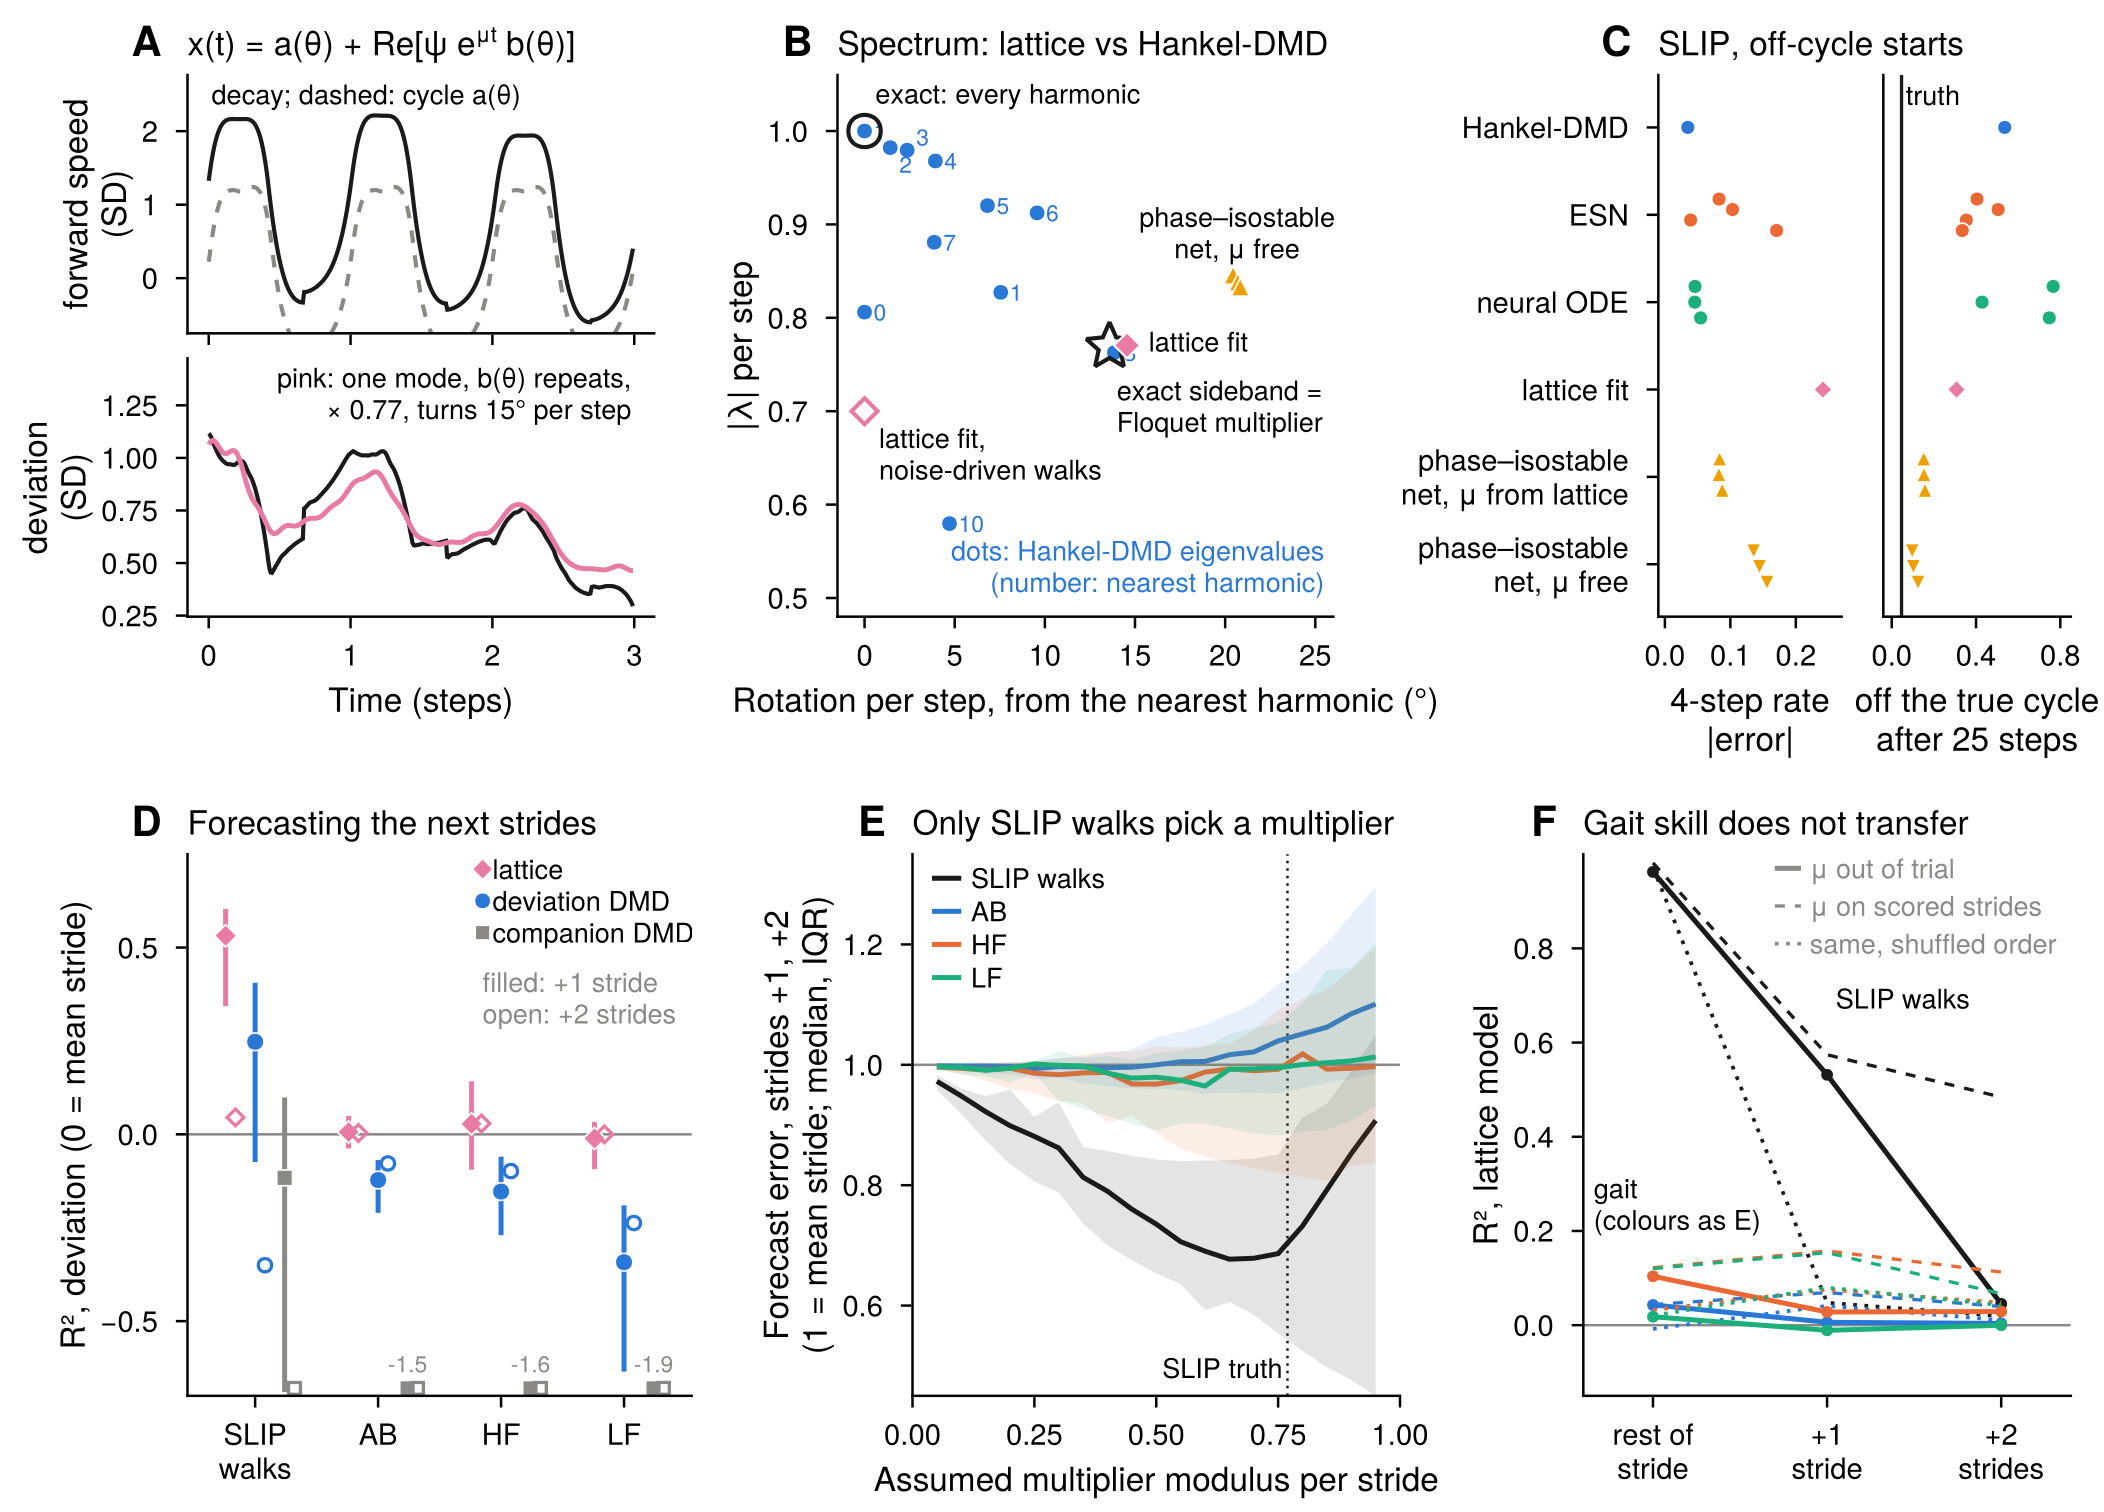 A x(t) = a(θ) + Re[ψ e^μt b(θ)]
decay; dashed: cycle a(θ)
forward speed
(SD)
2
1
0
pink: one mode, b(θ) repeats,
× 0.77, turns 15° per step
deviation
(SD)
1.25
1.00
0.75
0.50
0.25
0 1 2 3
Time (steps)
B Spectrum: lattice vs Hankel-DMD
exact: every harmonic
|λ| per step
1.0
0.9
0.8
0.7
0.6
0.5
3
2
4
5
6
7
1
0
10
phase–isostable
net, μ free
lattice fit
exact sideband =
Floquet multiplier
lattice fit,
noise-driven walks
dots: Hankel-DMD eigenvalues
(number: nearest harmonic)
0 5 10 15 20 25
Rotation per step, from the nearest harmonic (°)
C SLIP, off-cycle starts
truth
Hankel-DMD
ESN
neural ODE
lattice fit
phase–isostable
net, μ from lattice
phase–isostable
net, μ free
0.0 0.1 0.2
0.0 0.4 0.8
4-step rate
|error|
off the true cycle
after 25 steps
D Forecasting the next strides
R², deviation (0 = mean stride)
0.5
0.0
−0.5
lattice
deviation DMD
companion DMD
filled: +1 stride
open: +2 strides
-1.5
-1.6
-1.9
SLIP
walks
AB
HF
LF
E Only SLIP walks pick a multiplier
Forecast error, strides +1, +2
(1 = mean stride; median, IQR)
1.2
1.0
0.8
0.6
SLIP walks
AB
HF
LF
SLIP truth
0.00 0.25 0.50 0.75 1.00
Assumed multiplier modulus per stride
F Gait skill does not transfer
R², lattice model
0.8
0.6
0.4
0.2
0.0
μ out of trial
μ on scored strides
same, shuffled order
SLIP walks
gait
(colours as E)
rest of
stride
+1
stride
+2
strides